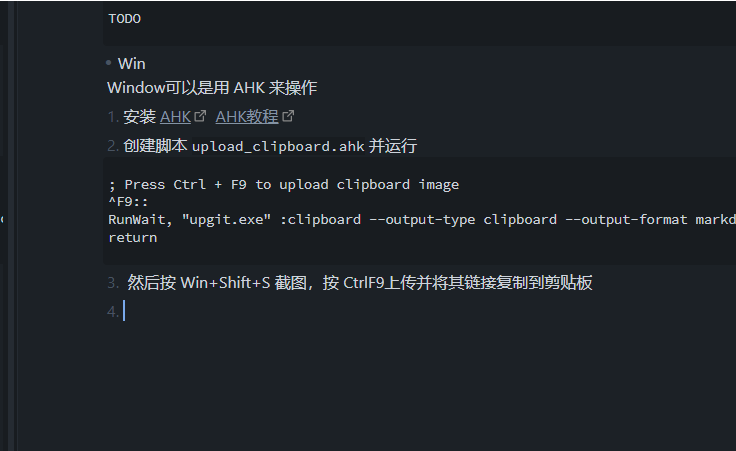 TODO
• Win
Window可以是用 AHK 来操作
1. 安装 AHK AHK教程
2. 创建脚本 upload_clipboard.ahk 并运行
; Press Ctrl + F9 to upload clipboard image
^F9::
RunWait, "upgit.exe" :clipboard --output-type clipboard --output-format markd
return
3. 然后按 Win+Shift+S 截图，按 CtrlF9上传并将其链接复制到剪贴板
4.